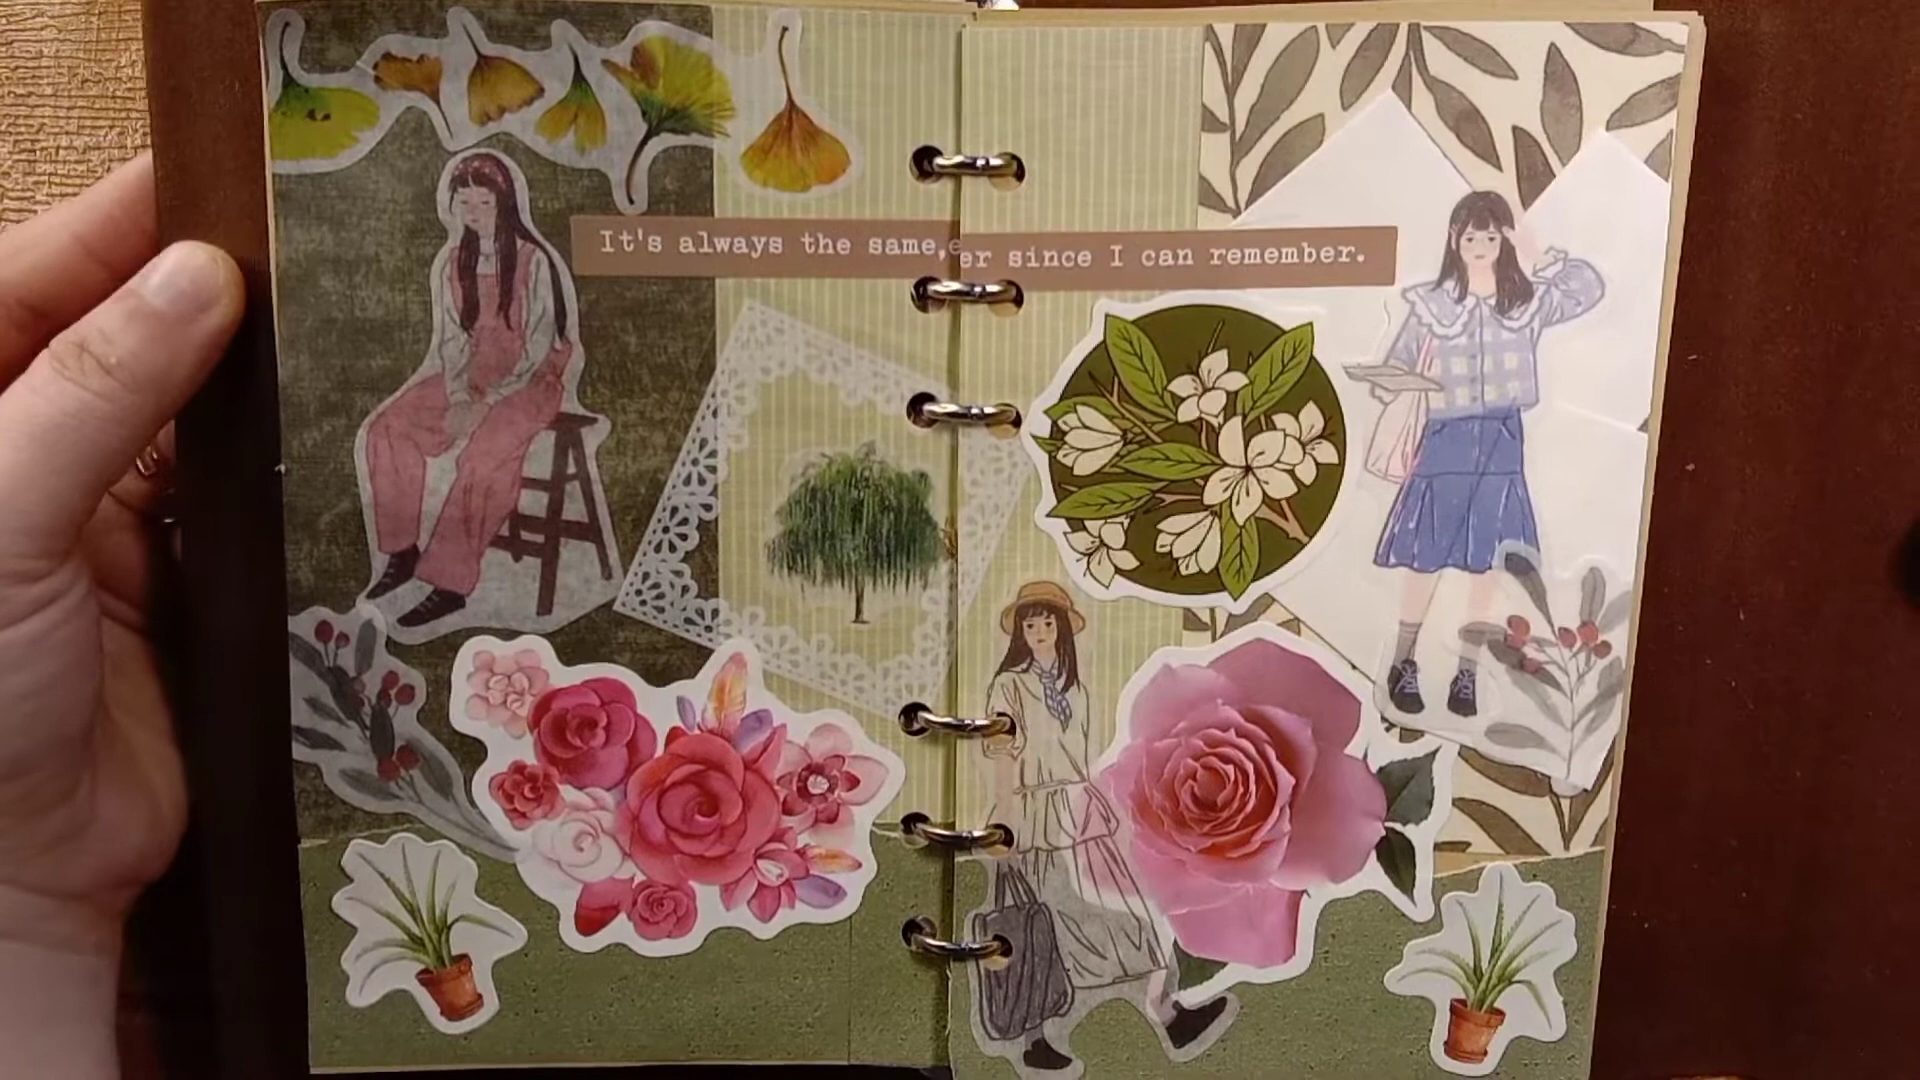 It's always the same, er since I can remember.